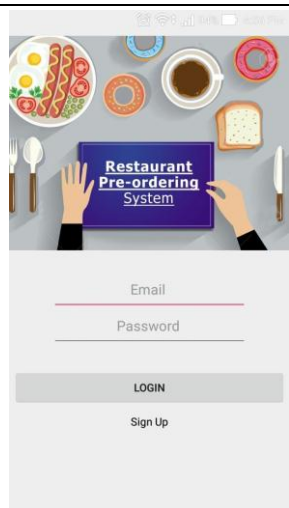 Restaurant
Pre-ordering
System
Email
Password
LOGIN
Sign Up